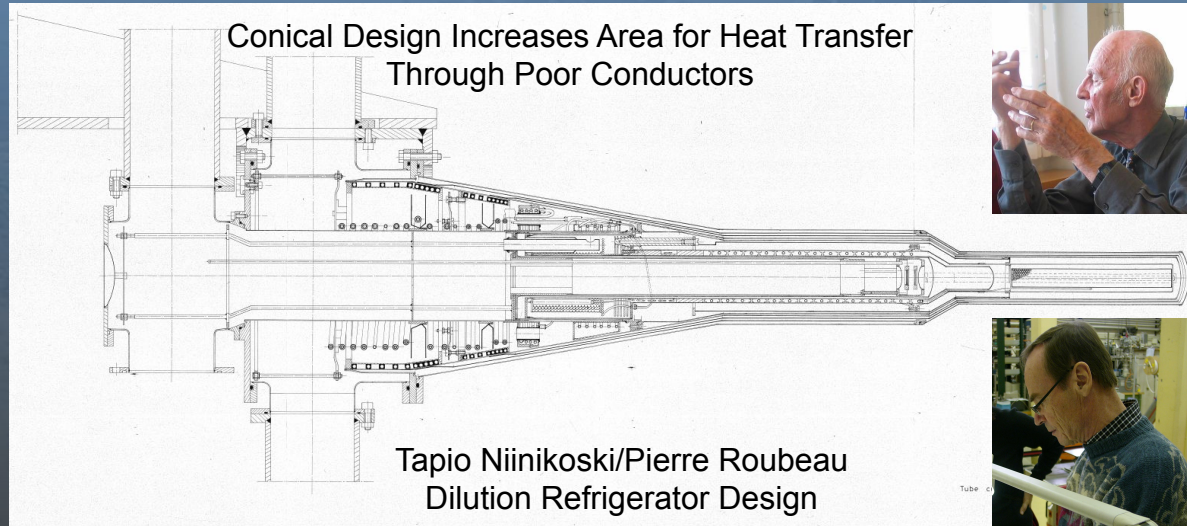 Conical Design Increases Area for Heat Transfer
Through Poor Conductors
Tapio Niinikoski/Pierre Roubeau
Dilution Refrigerator Design
Tube